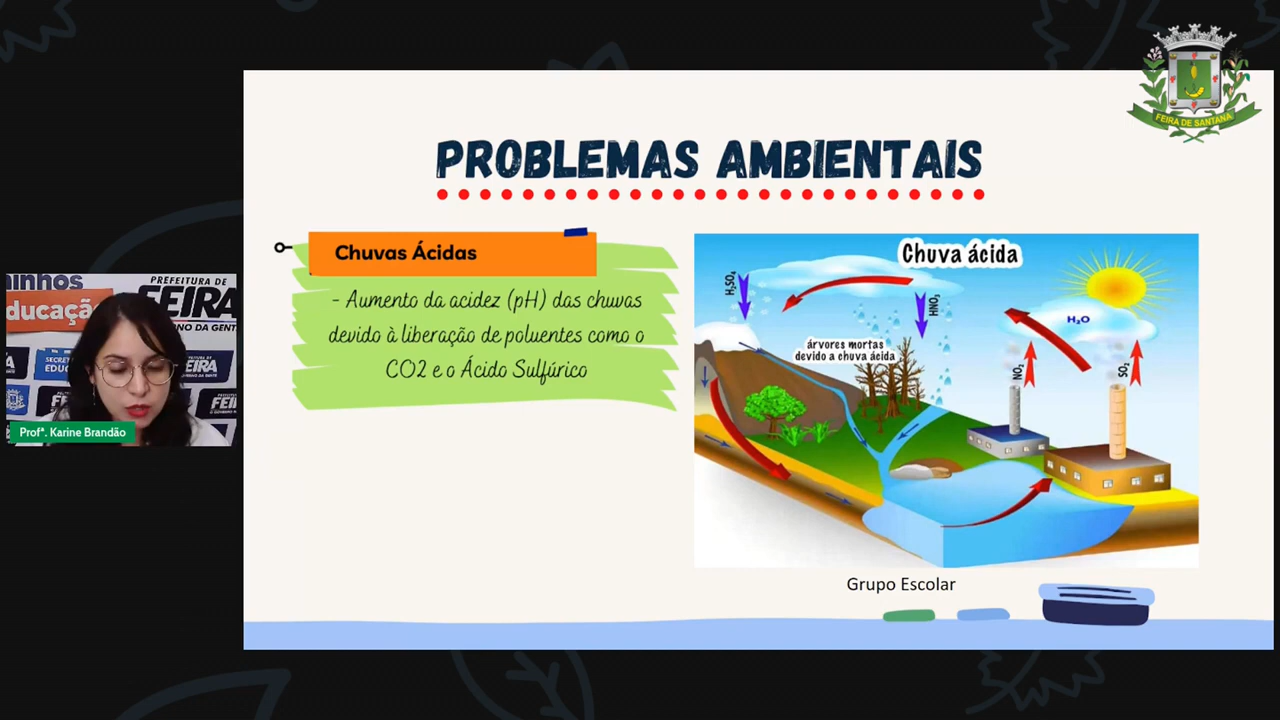 FEIRA DE SANTANA
PROBLEMAS AMBIENTAIS
Chuvas Ácidas
- Aumento da acidez (pH) das chuvas
devido à liberação de poluentes como o
CO2 e o Ácido Sulfúrico
Chuva ácida
H₂SO₄
HNO₃
H₂O
árvores mortas
devido a chuva ácida
SO₂
Grupo Escolar
PREFEITURA DE
FEIRA
Profª. Karine Brandão